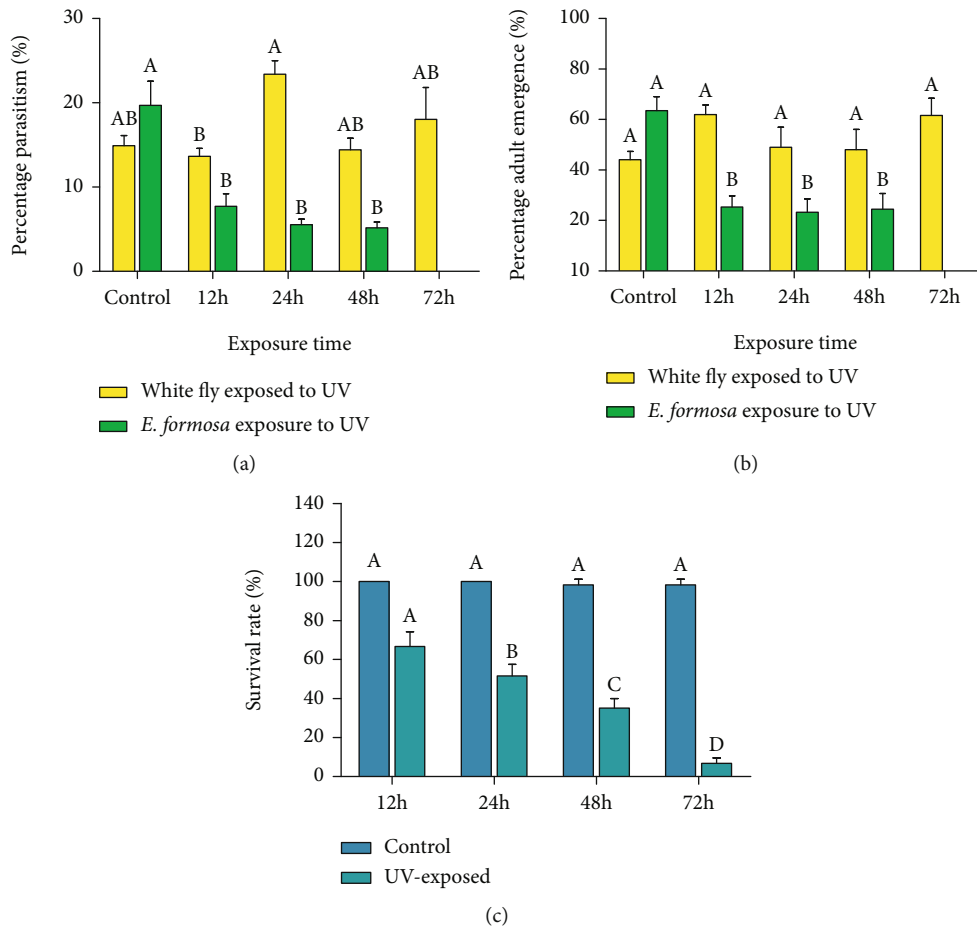 30
20
10
0
Percentage parasitism (%)
AB
A
B
B
A
B
AB
B
AB
Control 12h 24h 48h 72h
Exposure time
White fly exposed to UV
E. formosa exposure to UV
(a)
100
80
60
40
20
10
Percentage adult emergence (%)
A
A
A
B
A
B
A
B
A
Control 12h 24h 48h 72h
Exposure time
White fly exposed to UV
E. formosa exposure to UV
(b)
140
120
100
80
60
40
20
0
Survival rate (%)
A
A
A
B
A
C
A
D
12h 24h 48h 72h
Control
UV-exposed
(c)